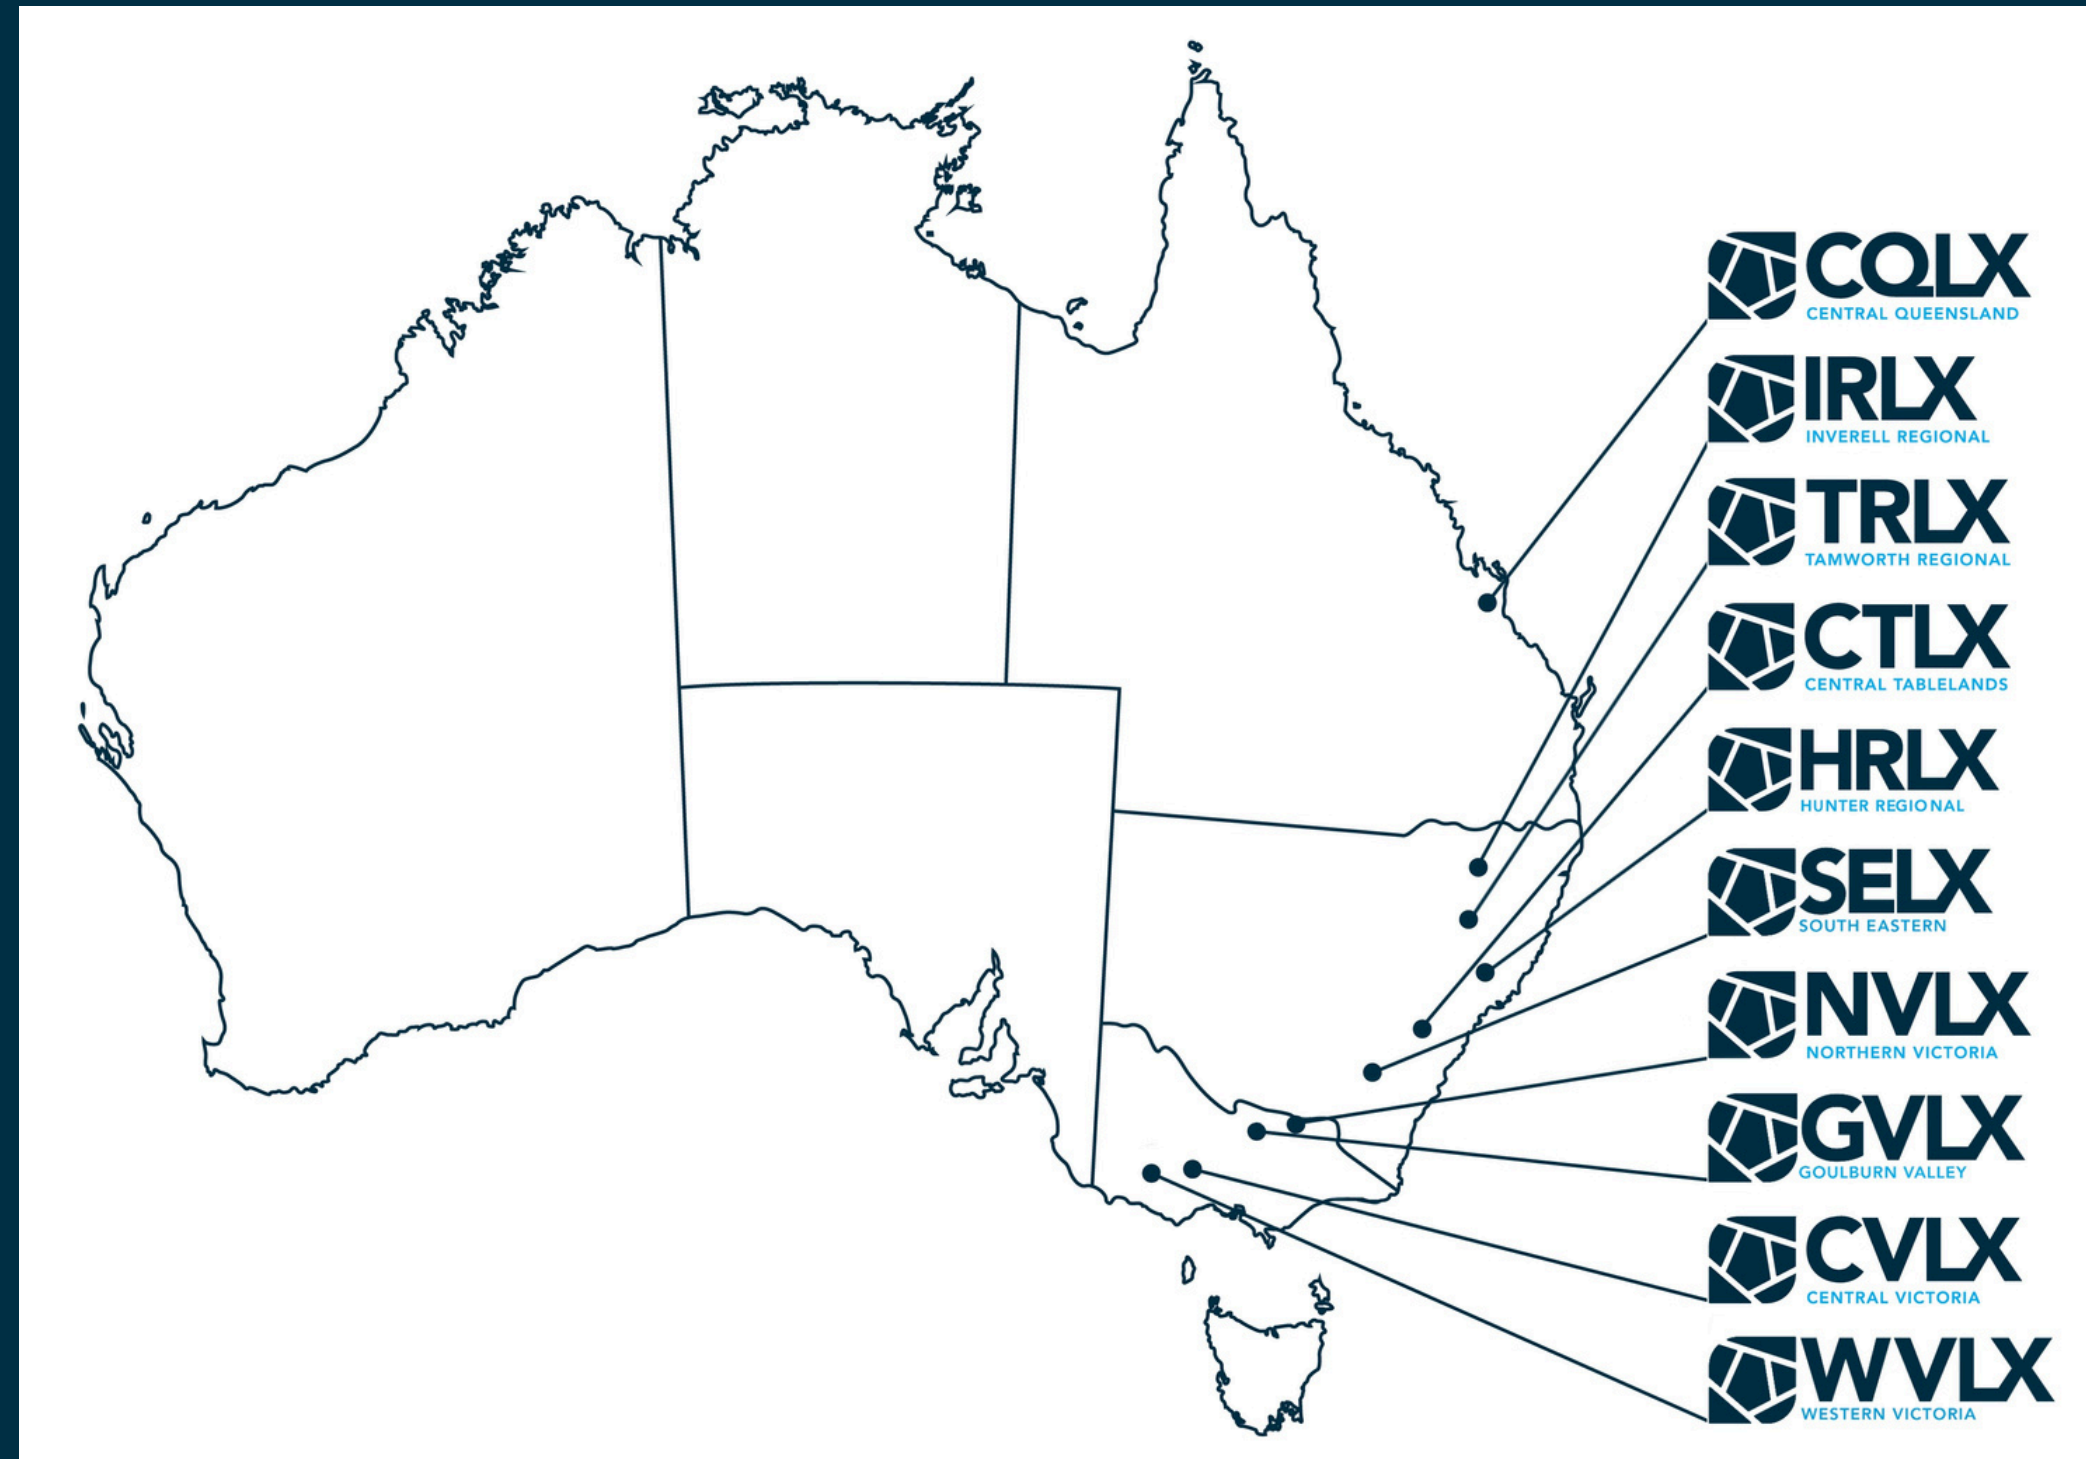 CQLX
CENTRAL QUEENSLAND
IRLX
INVERELL REGIONAL
TRLX
TAMWORTH REGIONAL
CTLX
CENTRAL TABLELANDS
HRLX
HUNTER REGIONAL
SELX
SOUTH EASTERN
NVLX
NORTHERN VICTORIA
GVLX
GOULBURN VALLEY
CVLX
CENTRAL VICTORIA
WVLX
WESTERN VICTORIA